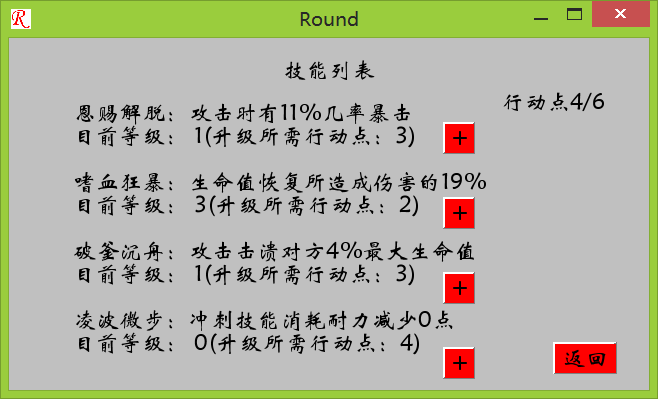 R
Round
技能列表
行动点4/6
恩赐解脱：攻击时有11%几率暴击
目前等级： 1(升级所需行动点：3)
+
嗜血狂暴：生命值恢复所造成伤害的19%
目前等级： 3(升级所需行动点：2)
+
破釜沉舟：攻击击溃对方4%最大生命值
目前等级： 1(升级所需行动点：3)
+
凌波微步：冲刺技能消耗耐力减少0点
目前等级： 0(升级所需行动点：4)
+
返回